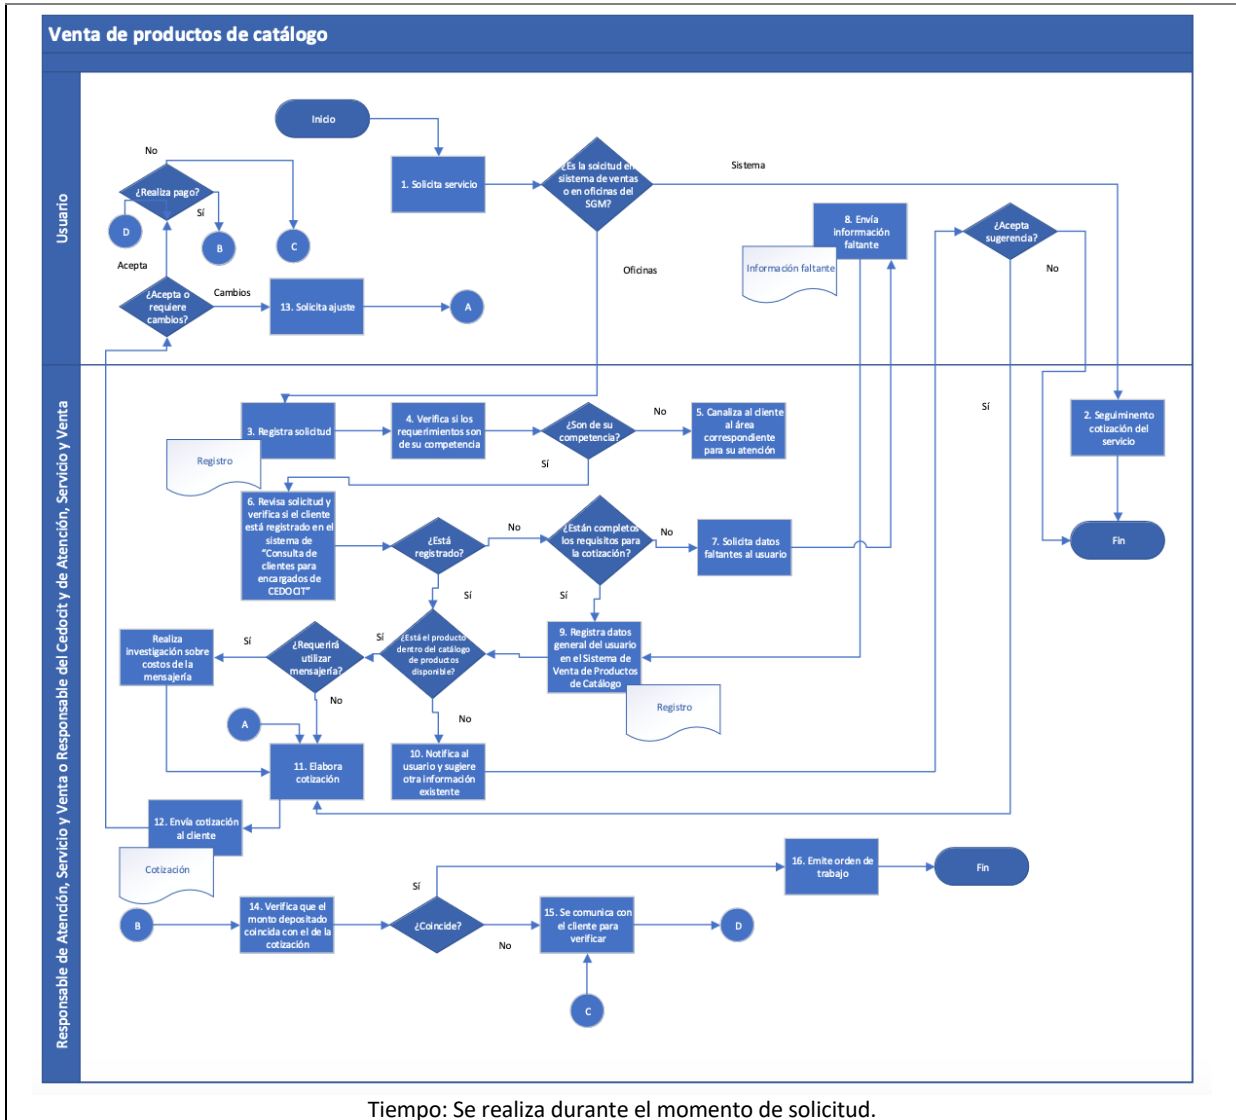 Venta de productos de catálogo
Usuario
Inicio
1. Solicita servicio
¿Es la soicitud en
siistema de ventas
o en oficinas del
SGM?
Sistema
Oficinas
No
¿Realiza pago?
Sí
D
B
C
Acepta
¿Acepta o
requiere
cambios?
Cambios
13. Solicita ajuste
A
8. Envía
información
faltante
Información faltante
¿Acepta
sugerencia?
No
Sí
Responsable de Atención, Servicio y Venta o Responsable del Cedocit y de Atención, Servicio y Venta
3. Registra solicitud
Registro
4. Verifica si los
requerimientos son
de su competencia
¿Son de su
competencia?
No
Sí
5. Canaliza al cliente
al área
correspondiente
para su atención
2. Seguiminento
cotización del
servicio
Fin
6. Revisa solicitud y
verifica si el cliente
está registrado en el
sistema de
“Consulta de
clientes para
encargados de
CEDOCIT”
¿Está
registrado?
No
Sí
¿Están completos
los requisitos para
la cotización?
No
Sí
7. Solicita datos
faltantes al usuario
9. Registra datos
general del usuario
en el Sistema de
Venta de Productos
de Catálogo
Registro
¿Está el producto
dentro del catálogo
de productos
disponible?
Sí
No
¿Requerirá
utilizar
mensajería?
Sí
No
Realiza
investigación sobre
costos de la
mensajería
A
11. Elabora
cotización
10. Notifica al
usuario y sugiere
otra información
existente
12. Envía cotización
al cliente
Cotización
B
14. Verifica que el
monto depositado
coincida con el de la
cotización
¿Coincide?
Sí
No
15. Se comunica con
el cliente para
verificar
D
C
16. Emite orden de
trabajo
Fin
Tiempo: Se realiza durante el momento de solicitud.